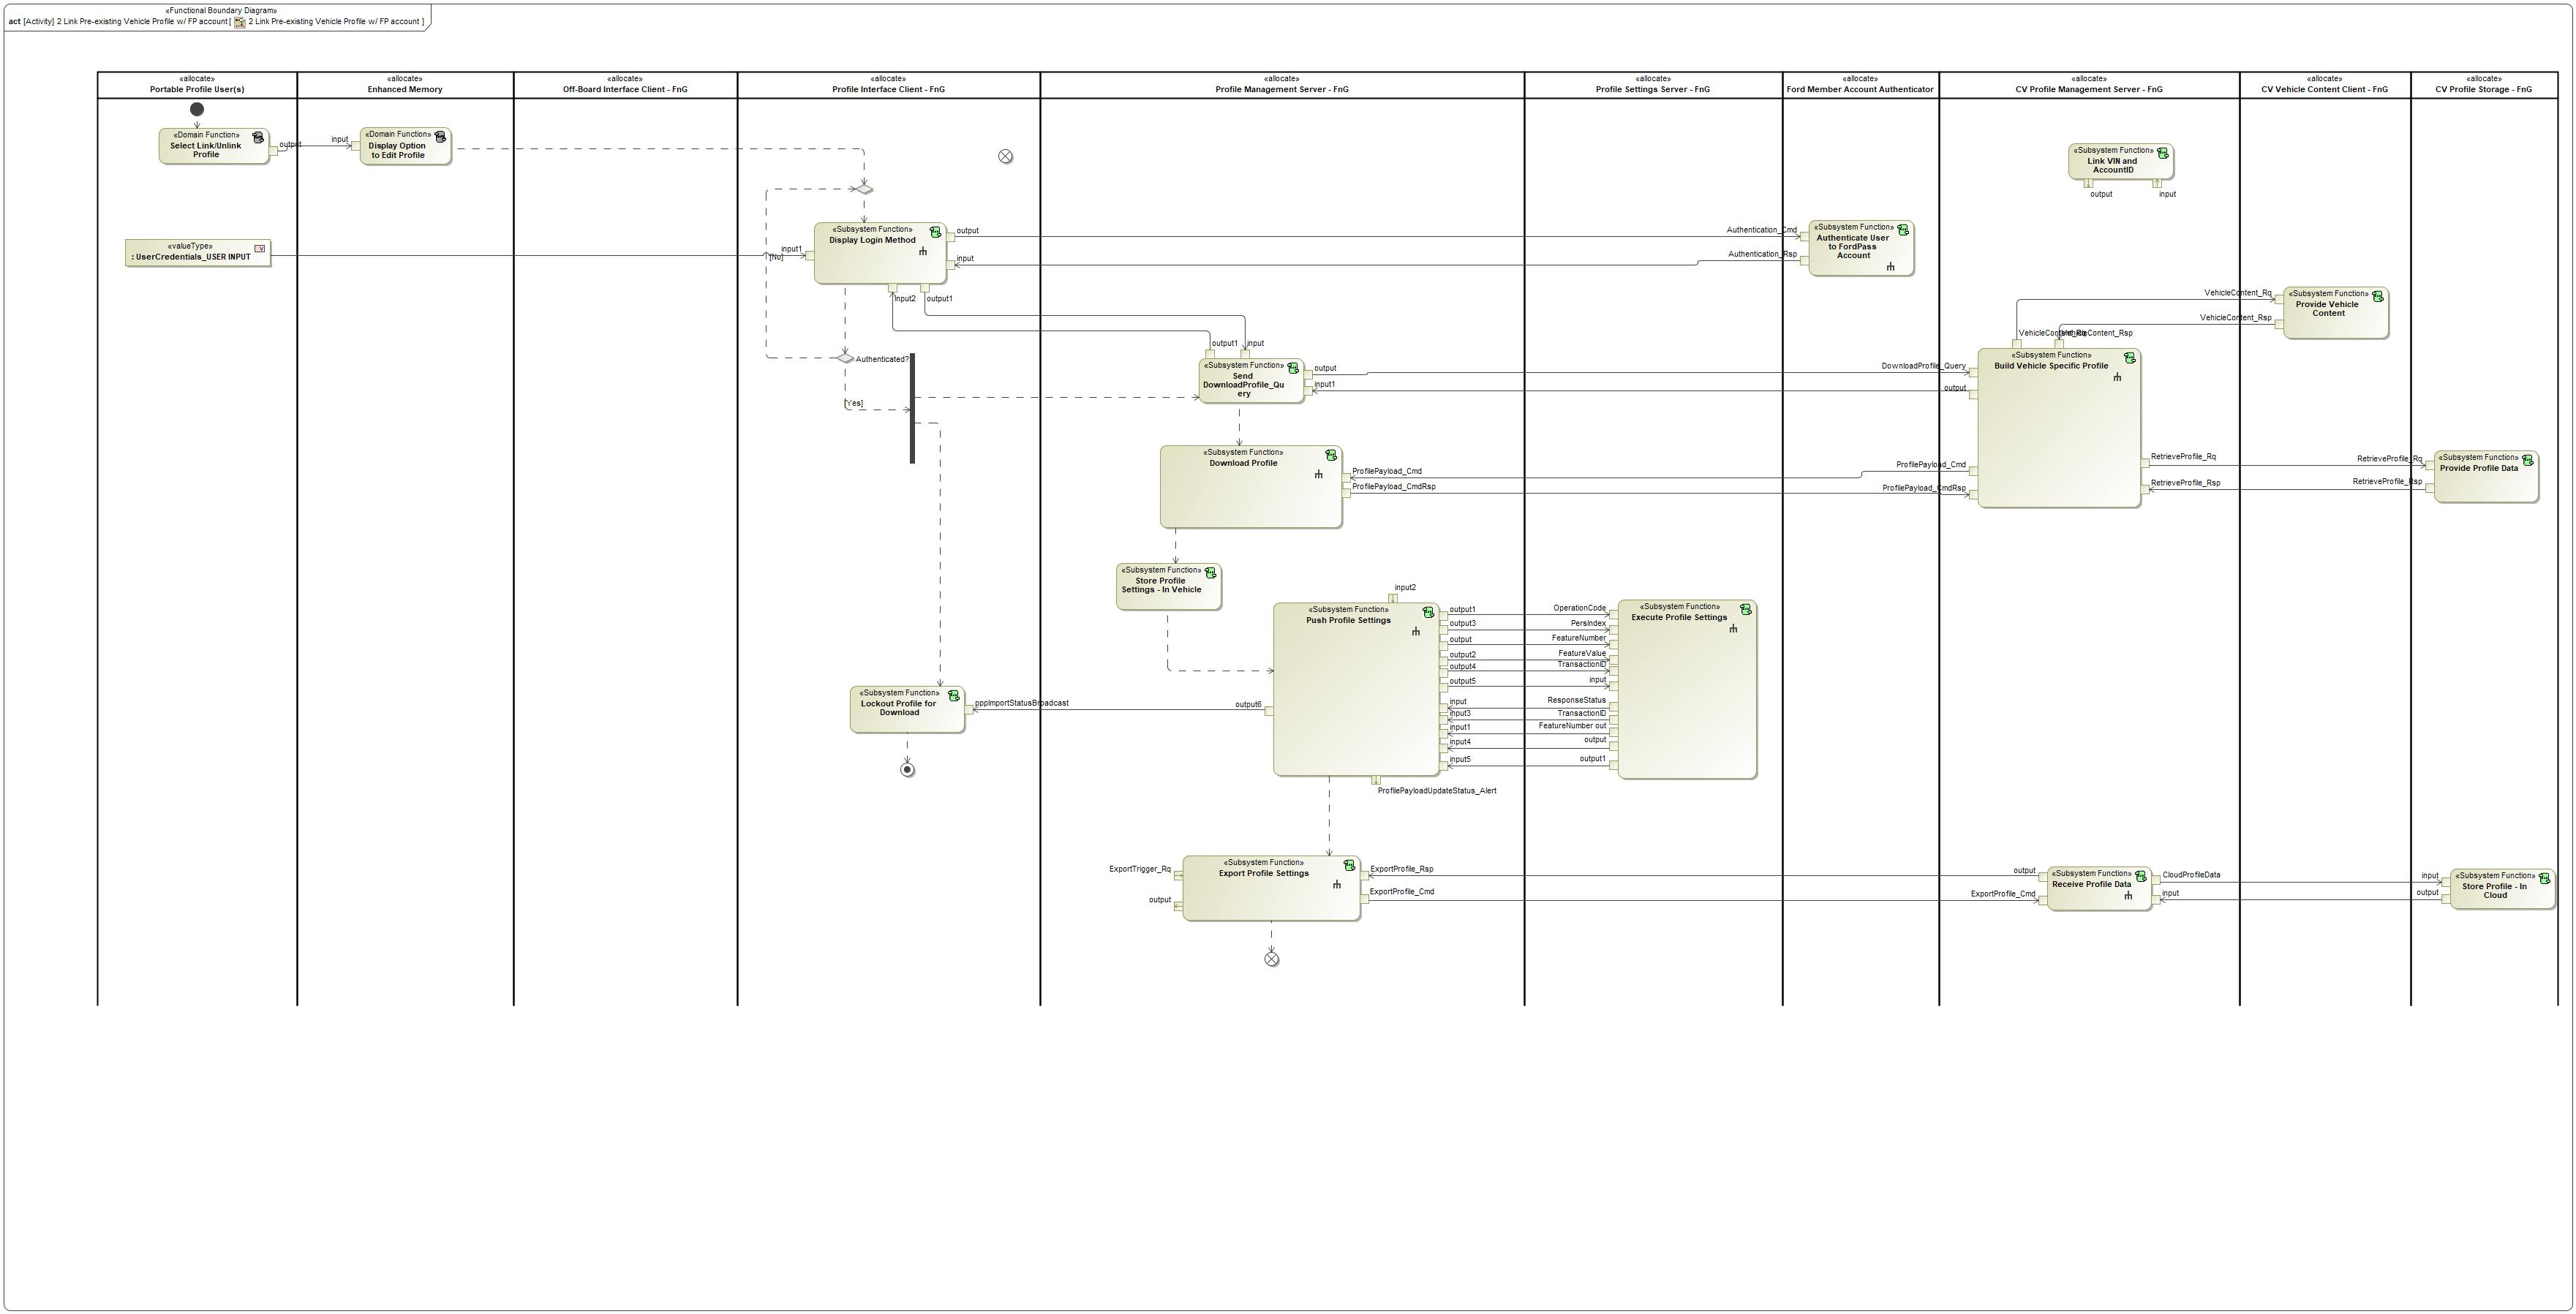 «Functional Boundary Diagram»
act [Activity] 2 Link Pre-existing Vehicle Profile w/ FP account [ 2 Link Pre-existing Vehicle Profile w/ FP account ]
«allocate»
Portable Profile User(s)
«allocate»
Enhanced Memory
«allocate»
Off-Board Interface Client - FnG
«allocate»
Profile Interface Client - FnG
«allocate»
Profile Management Server - FnG
«allocate»
Profile Settings Server - FnG
«allocate»
Ford Member Account Authenticator
«allocate»
CV Profile Management Server - FnG
«allocate»
CV Vehicle Content Client - FnG
«allocate»
CV Profile Storage - FnG
«Domain Function»
Select Link/Unlink
Profile
output
input
«Domain Function»
Display Option
to Edit Profile
«Subsystem Function»
Link VIN and
AccountID
output
input
«valueType»
: UserCredentials_USER INPUT
input1
[No]
«Subsystem Function»
Display Login Method
output
input
input2
output1
Authentication_Cmd
Authentication_Rsp
«Subsystem Function»
Authenticate User
to FordPass
Account
VehicleContent_Rq
VehicleContent_Rsp
«Subsystem Function»
Provide Vehicle
Content
VehicleContent_Rq
VehicleContent_Rsp
Authenticated?
[Yes]
output1
input
«Subsystem Function»
Send
DownloadProfile_Qu
ery
output
input1
DownloadProfile_Query
output
«Subsystem Function»
Build Vehicle Specific Profile
«Subsystem Function»
Download Profile
ProfilePayload_Cmd
ProfilePayload_CmdRsp
ProfilePayload_Cmd
ProfilePayload_CmdRsp
RetrieveProfile_Rq
RetrieveProfile_Rsp
RetrieveProfile_Rq
RetrieveProfile_Rsp
«Subsystem Function»
Provide Profile Data
«Subsystem Function»
Store Profile
Settings - In Vehicle
input2
«Subsystem Function»
Push Profile Settings
output1
output3
output
output2
output4
output5
input
input3
input1
input4
input5
OperationCode
PersIndex
FeatureNumber
FeatureValue
TransactionID
input
ResponseStatus
TransactionID
FeatureNumber out
output
output1
«Subsystem Function»
Execute Profile Settings
«Subsystem Function»
Lockout Profile for
Download
pppImportStatusBroadcast
output6
ProfilePayloadUpdateStatus_Alert
ExportTrigger_Rq
output
«Subsystem Function»
Export Profile Settings
ExportProfile_Rsp
ExportProfile_Cmd
output
ExportProfile_Cmd
«Subsystem Function»
Receive Profile Data
CloudProfileData
input
input
output
«Subsystem Function»
Store Profile - In
Cloud